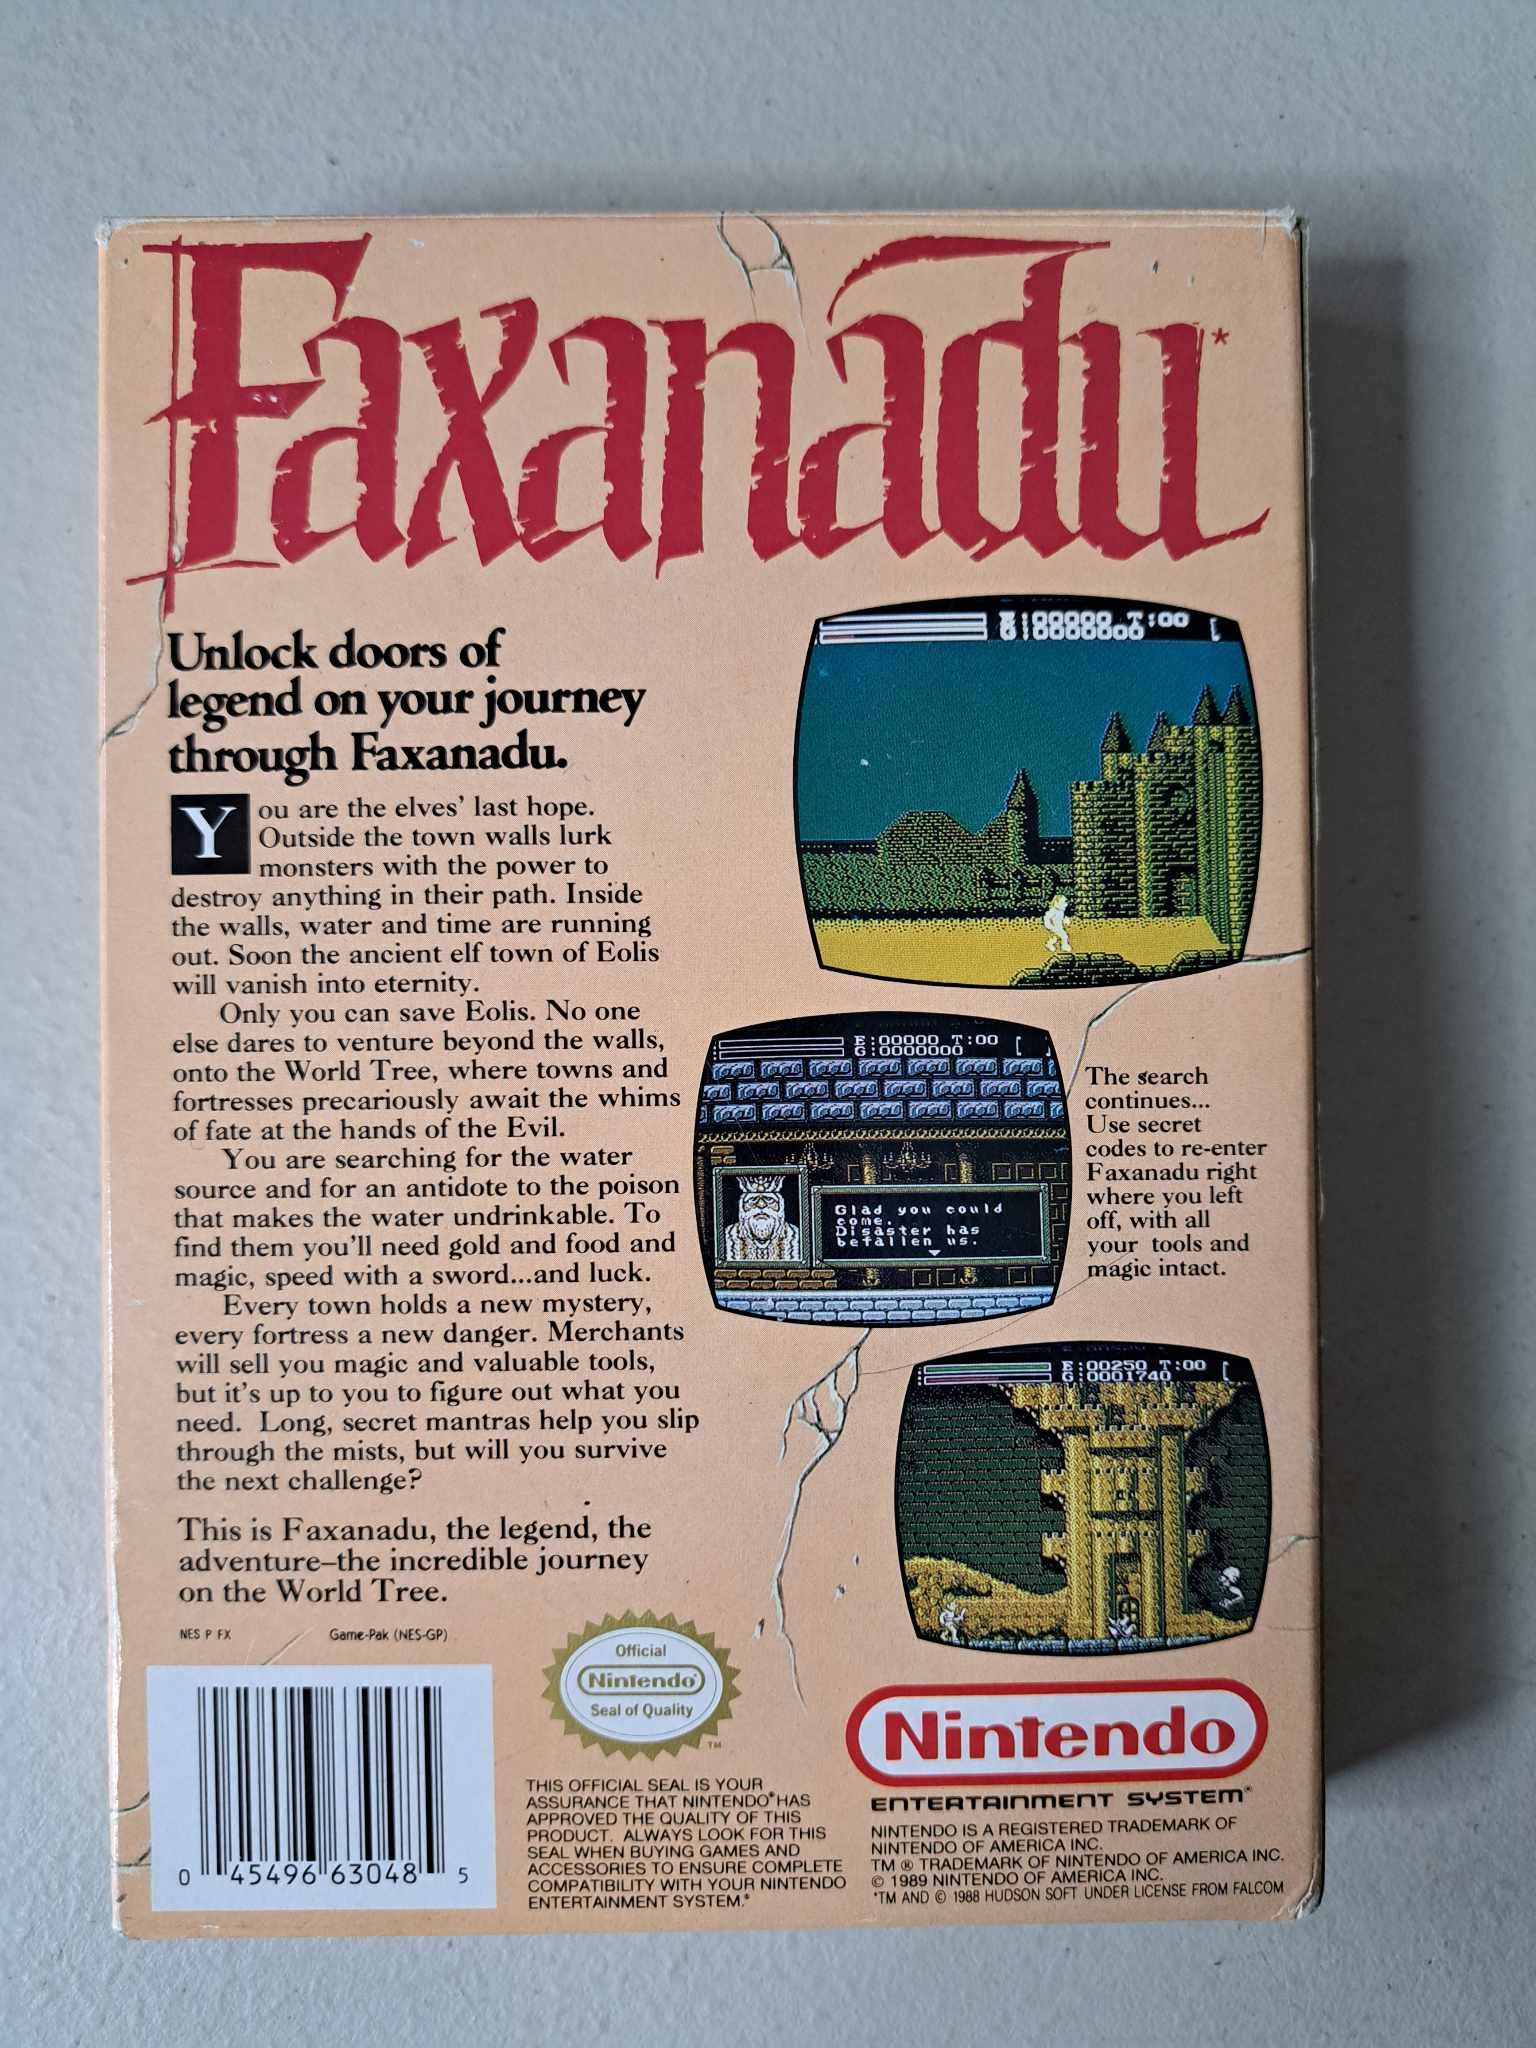 Faxanadu*
Unlock doors of
legend on your journey
through Faxanadu.
You are the elves' last hope.
Outside the town walls lurk
monsters with the power to
destroy anything in their path. Inside
the walls, water and time are running
out. Soon the ancient elf town of Eolis
will vanish into eternity.
Only you can save Eolis. No one
else dares to venture beyond the walls,
onto the World Tree, where towns and
fortresses precariously await the whims
of fate at the hands of the Evil.
You are searching for the water
source and for an antidote to the poison
that makes the water undrinkable. To
find them you'll need gold and food and
magic, speed with a sword...and luck.
Every town holds a new mystery,
every fortress a new danger. Merchants
will sell you magic and valuable tools,
but it's up to you to figure out what you
need. Long, secret mantras help you slip
through the mists, but will you survive
the next challenge?
This is Faxanadu, the legend, the
adventure–the incredible journey
on the World Tree.
E:00000 T:00
G:0000000
E:00000 T:00
G:0000000
Glad you could
come.
Disaster has
befallen us.
The search
continues...
Use secret
codes to re-enter
Faxanadu right
where you left
off, with all
your tools and
magic intact.
E:00250 T:00
G:0001740
NES P FX Game-Pak (NES-GP)
0 45496 63048 5
Official
Nintendo®
Seal of Quality
TM
THIS OFFICIAL SEAL IS YOUR
ASSURANCE THAT NINTENDO® HAS
APPROVED THE QUALITY OF THIS
PRODUCT. ALWAYS LOOK FOR THIS
SEAL WHEN BUYING GAMES AND
ACCESSORIES TO ENSURE COMPLETE
COMPATIBILITY WITH YOUR NINTENDO
ENTERTAINMENT SYSTEM.®
Nintendo
ENTERTAINMENT SYSTEM®
NINTENDO IS A REGISTERED TRADEMARK OF
NINTENDO OF AMERICA INC.
TM ® TRADEMARK OF NINTENDO OF AMERICA INC.
© 1989 NINTENDO OF AMERICA INC.
*TM AND © 1988 HUDSON SOFT UNDER LICENSE FROM FALCOM